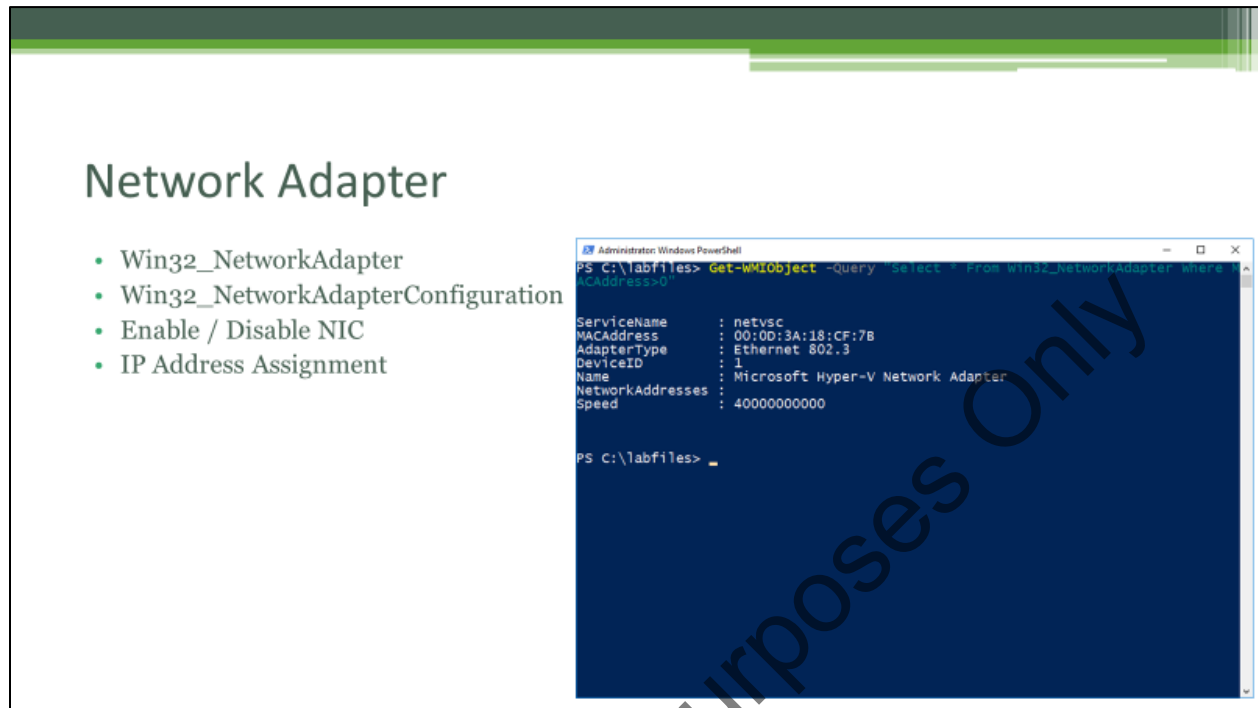 Network Adapter
• Win32_NetworkAdapter
• Win32_NetworkAdapterConfiguration
• Enable / Disable NIC
• IP Address Assignment
Administrator: Windows PowerShell
PS C:\labfiles> Get-WMIObject -Query "Select * From Win32_NetworkAdapter Where M
ACAddress>0"
ServiceName : netvsc
MACAddress : 00:0D:3A:18:CF:7B
AdapterType : Ethernet 802.3
DeviceID : 1
Name : Microsoft Hyper-V Network Adapter
NetworkAddresses :
Speed : 40000000000
PS C:\labfiles> _
Only